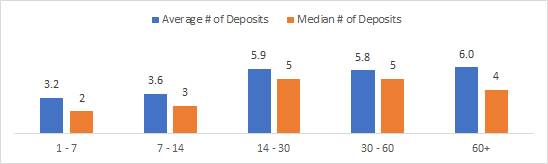 Average # of Deposits Median # of Deposits
3.2 2 3.6 3 5.9 5 5.8 5 6.0 4
1 - 7 7 - 14 14 - 30 30 - 60 60+